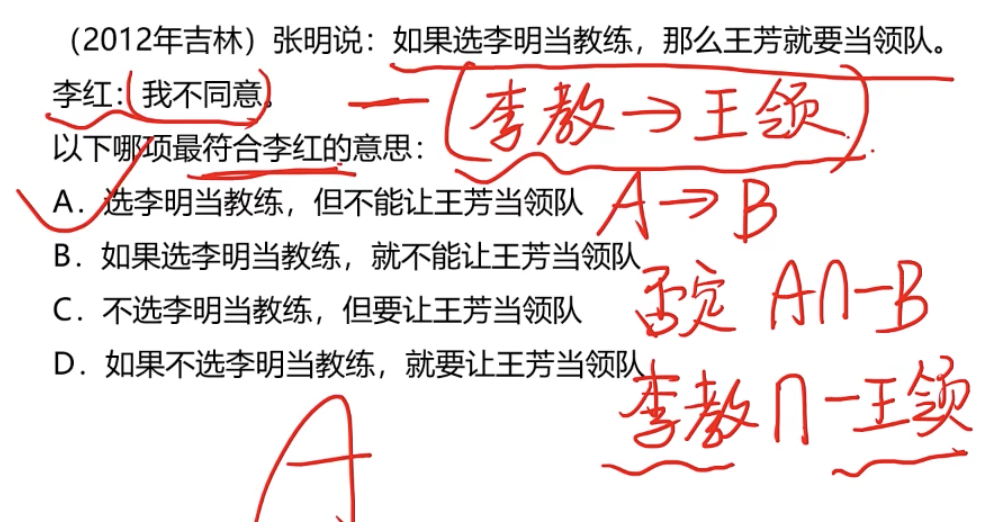 （2012年吉林）张明说：如果选李明当教练，那么王芳就要当领队。
李红：我不同意。
— （李教→王领）
以下哪项最符合李红的意思：
A．选李明当教练，但不能让王芳当领队
A→B
B．如果选李明当教练，就不能让王芳当领队
否定 A∩-B
C．不选李明当教练，但要让王芳当领队
D．如果不选李明当教练，就要让王芳当领队
李教∩-王领
A